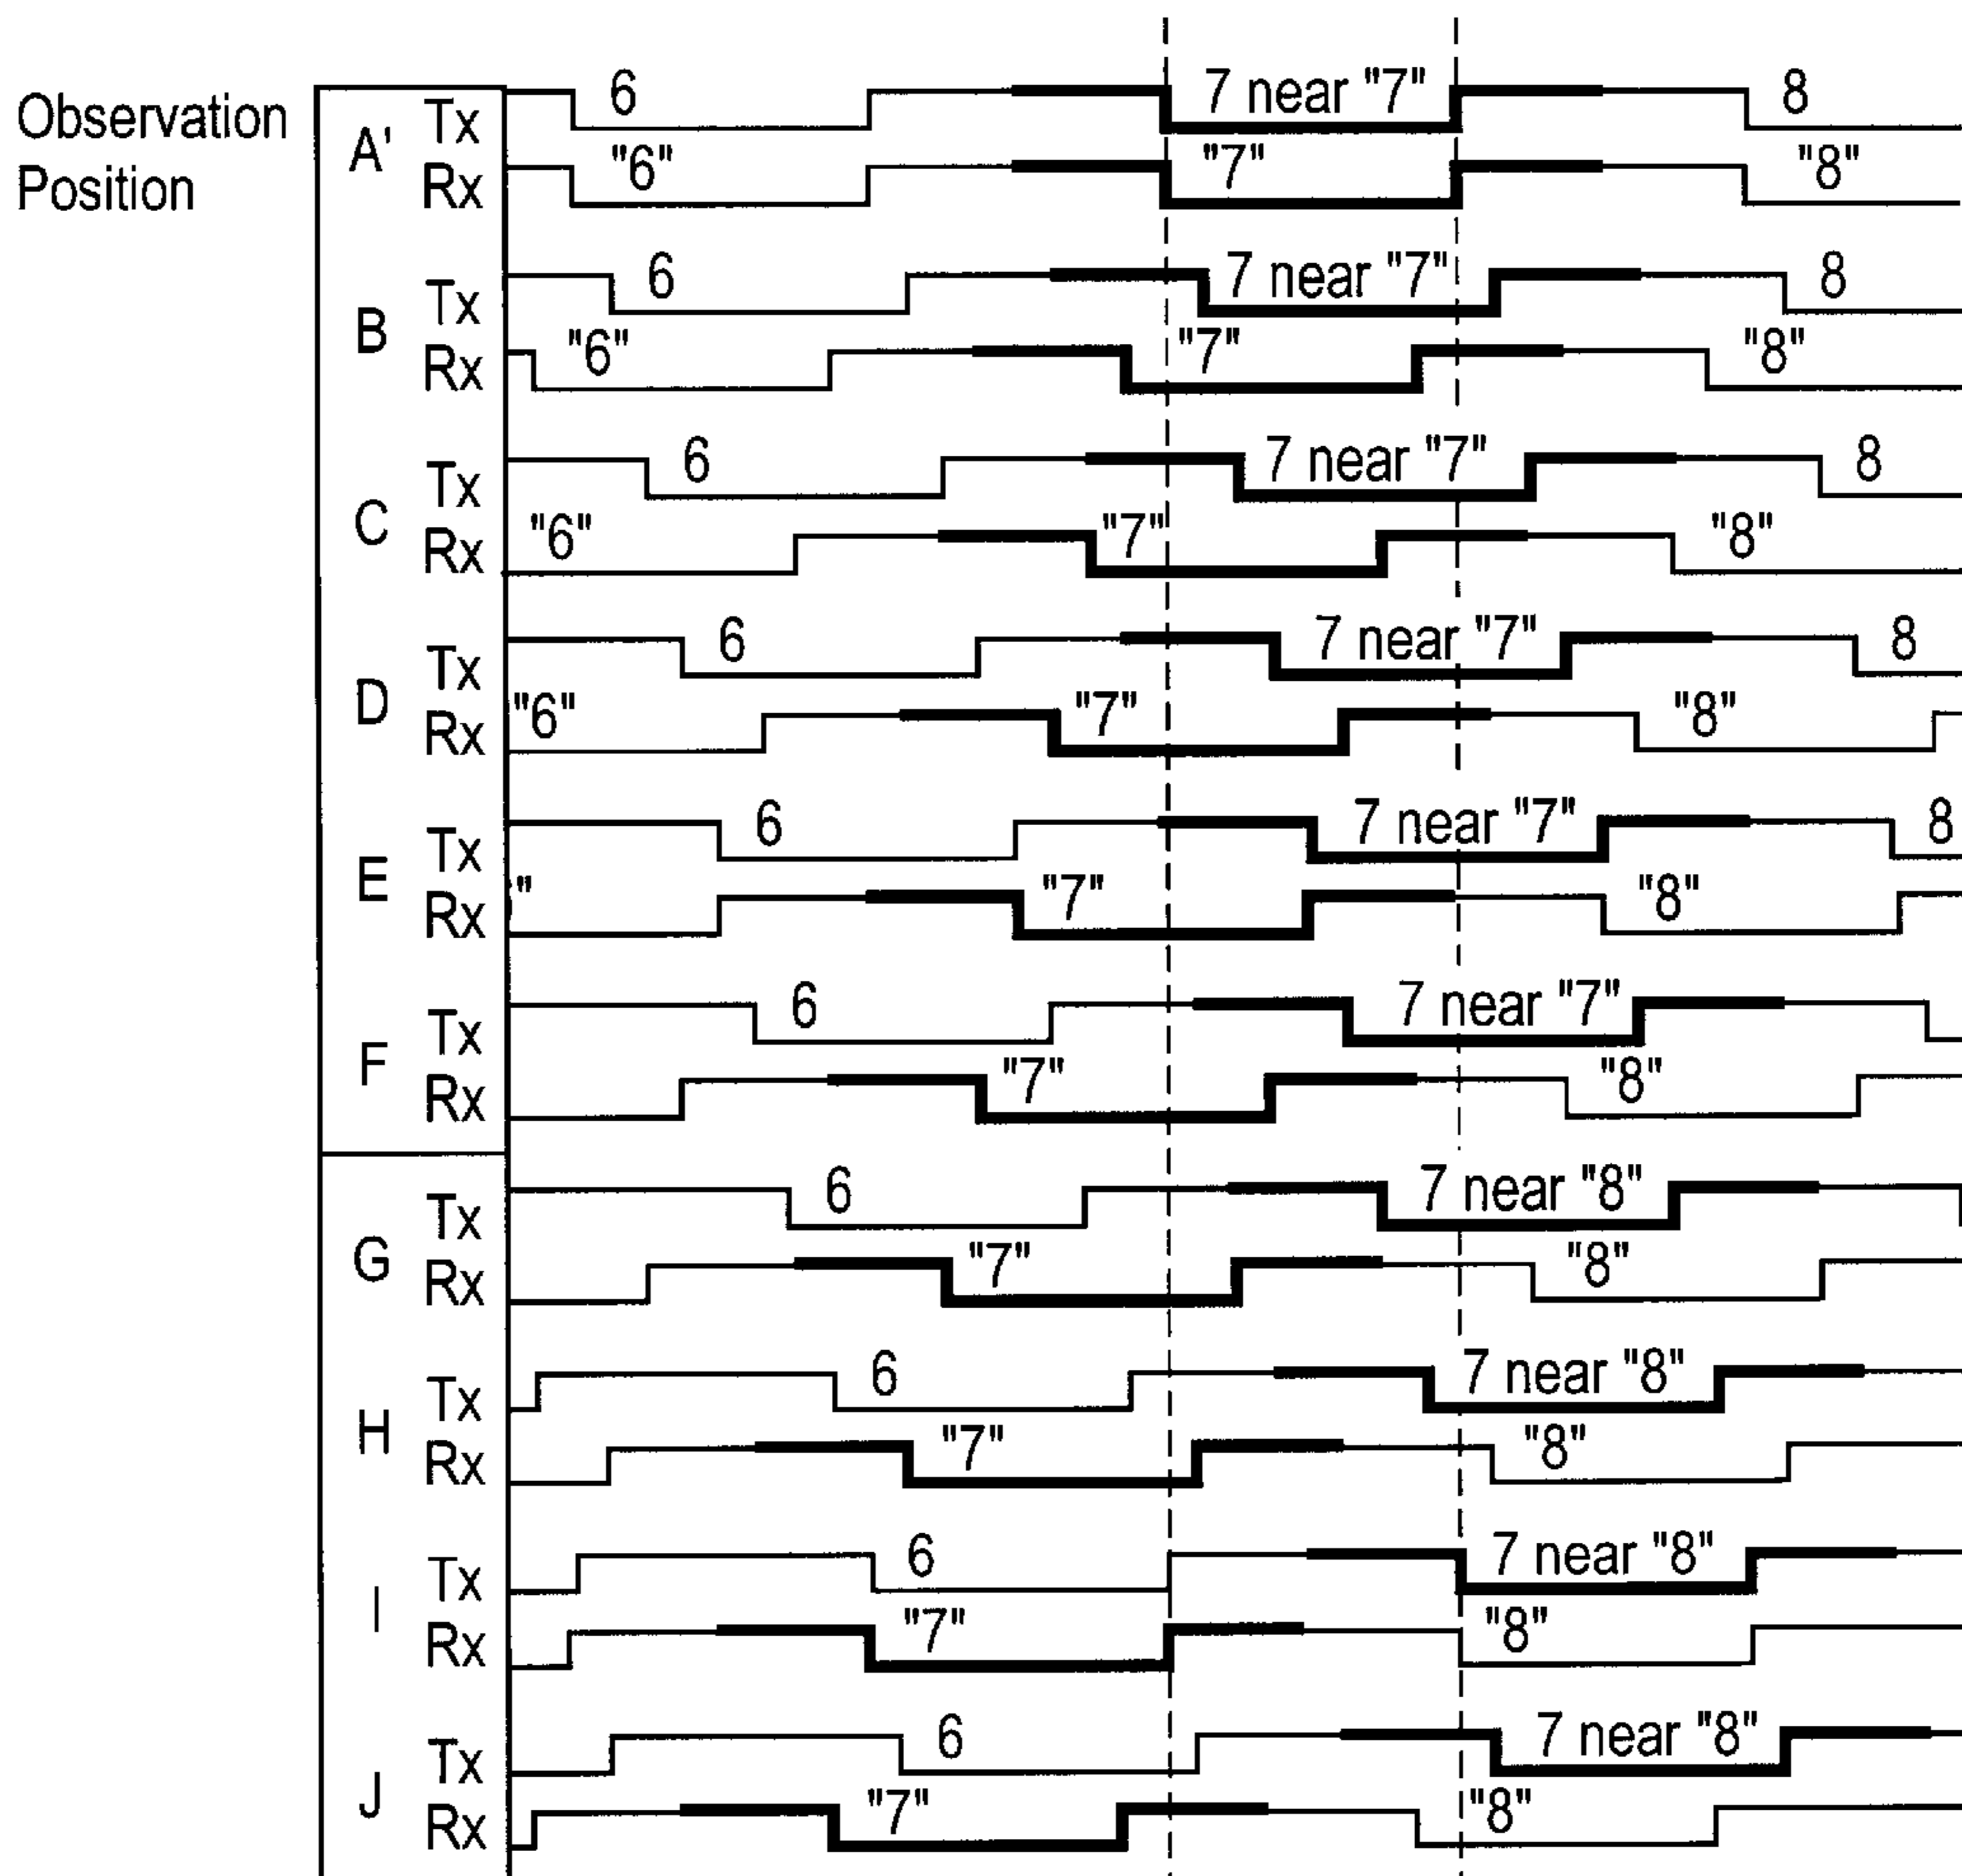 Observation
Position
A' Tx 6 7 near "7" 8
Rx "6" "7" "8"
B Tx 6 7 near "7" 8
Rx "6" "7" "8"
C Tx 6 7 near "7" 8
Rx "6" "7" "8"
D Tx 6 7 near "7" 8
Rx "6" "7" "8"
E Tx 6 7 near "7" 8
Rx " "7" "8"
F Tx 6 7 near "7"
Rx "7" "8"
G Tx 6 7 near "8"
Rx "7" "8"
H Tx 6 7 near "8"
Rx "7" "8"
I Tx 6 7 near "8"
Rx "7" "8"
J Tx 6 7 near "8"
Rx "7" "8"